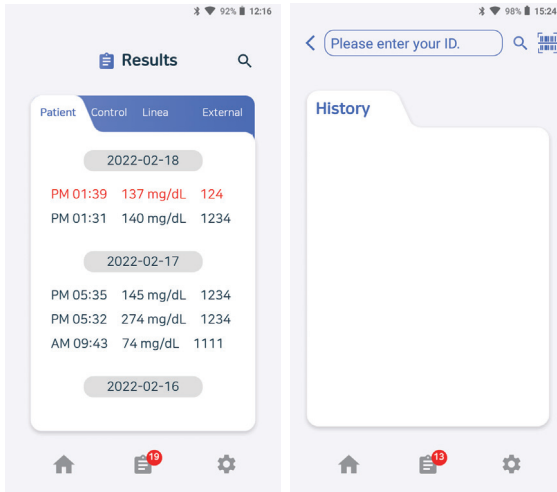 92% 12:16
Results
Patient Control Linea External
2022-02-18
PM 01:39 137 mg/dL 124
PM 01:31 140 mg/dL 1234
2022-02-17
PM 05:35 145 mg/dL 1234
PM 05:32 274 mg/dL 1234
AM 09:43 74 mg/dL 1111
2022-02-16
19
98% 15:24
Please enter your ID.
History
13